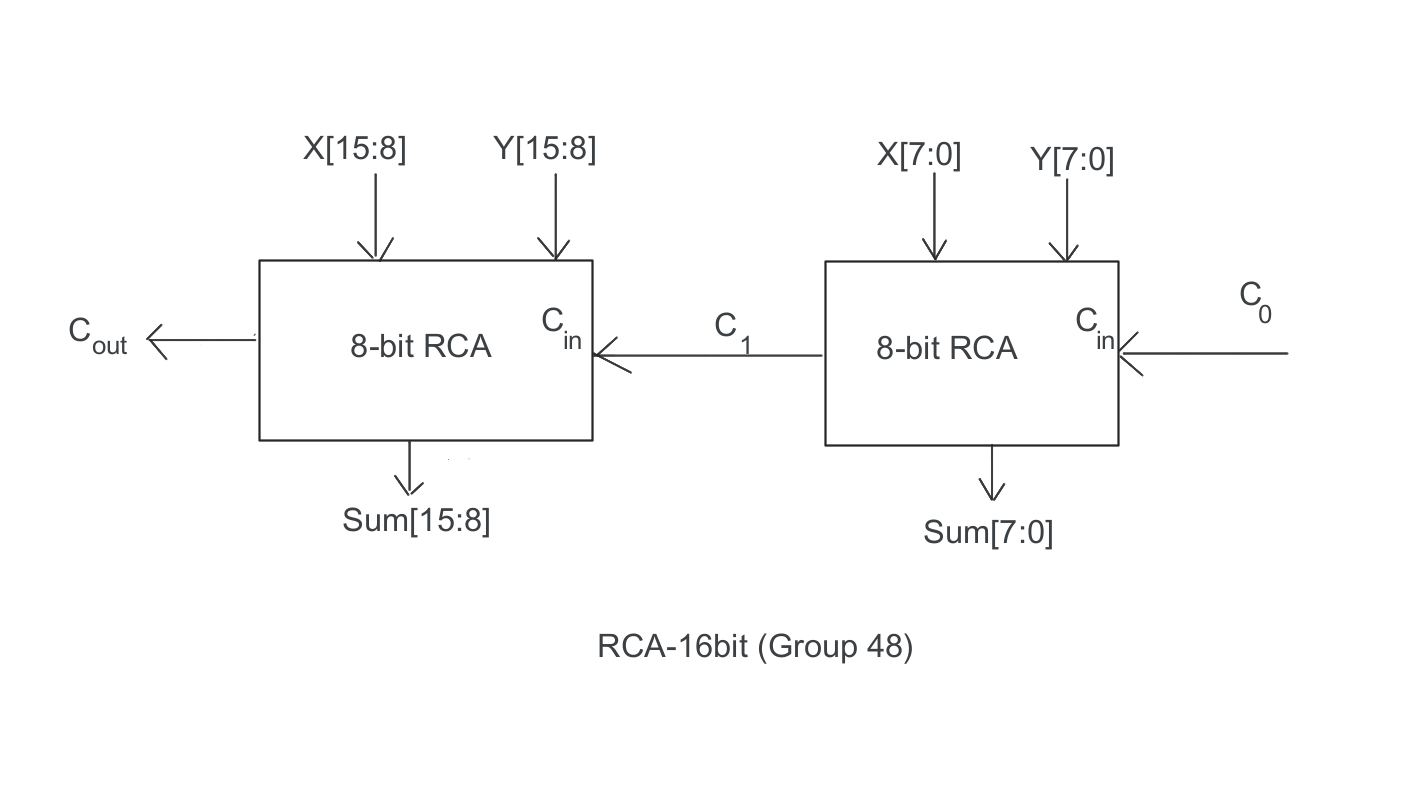 X[15:8] Y[15:8] X[7:0] Y[7:0]
C0
Cout 8-bit RCA Cin C1 8-bit RCA Cin
Sum[15:8] Sum[7:0]
RCA-16bit (Group 48)